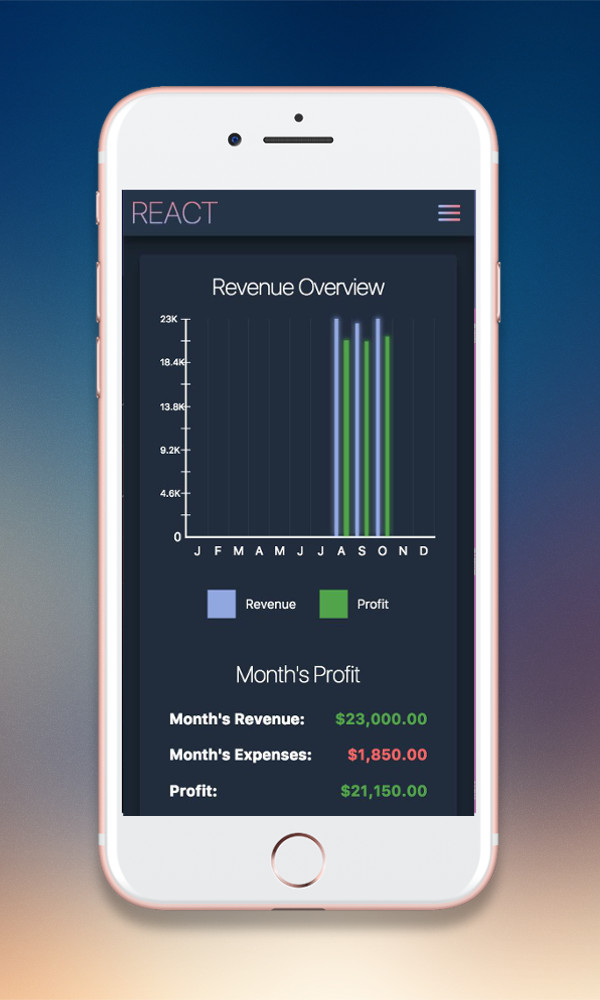 REACT
Revenue Overview
23K
18.4K
13.8K
9.2K
4.6K
0
J F M A M J J A S O N D
Revenue Profit
Month's Profit
Month's Revenue: $23,000.00
Month's Expenses: $1,850.00
Profit: $21,150.00